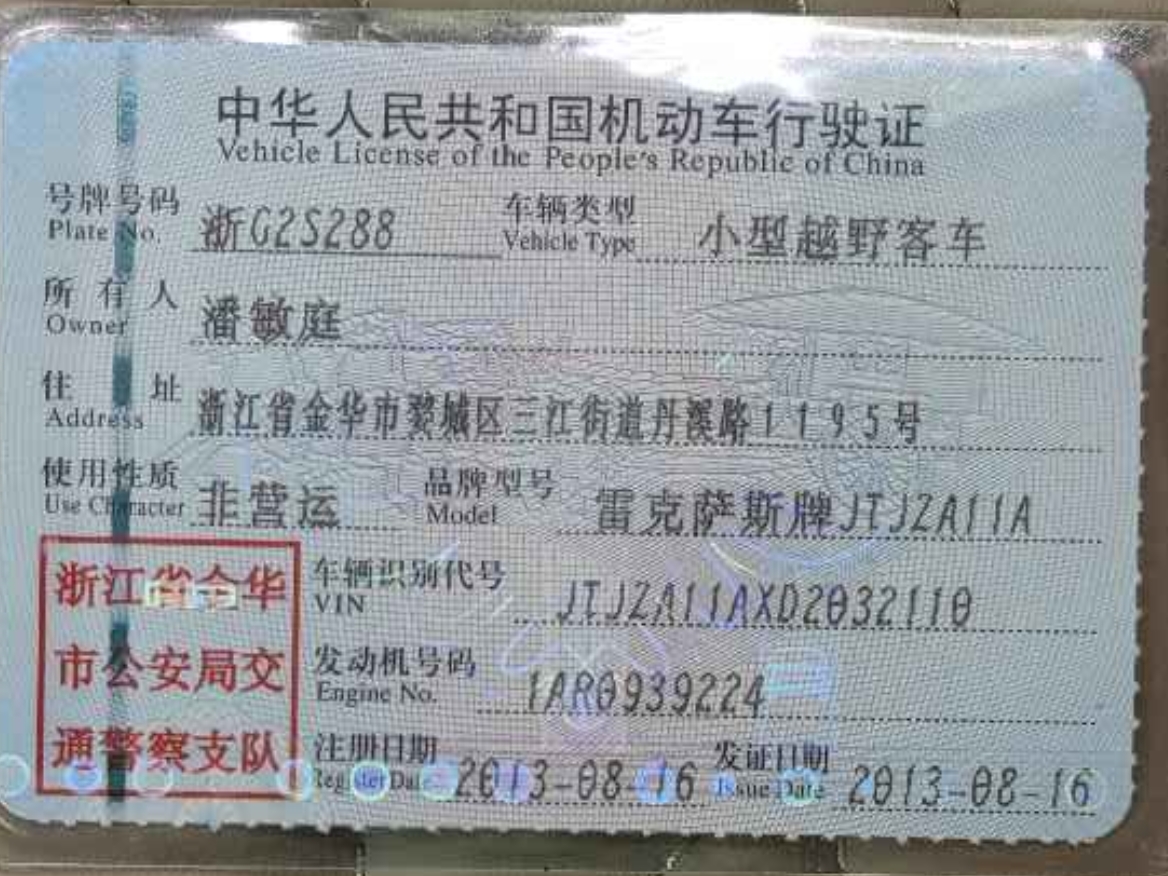 中华人民共和国机动车行驶证
Vehicle License of the People's Republic of China
号牌号码 浙G2S288 车辆类型 小型越野客车
Plate No. Vehicle Type
所有人 潘敏庭
Owner
住址 浙江省金华市婺城区三江街道丹溪路1195号
Address
使用性质 非营运 品牌型号 雷克萨斯牌JTJZA11A
Use Character Model
浙江省金华
市公安局交
通警察支队
车辆识别代号 JTJZA11AXD2032110
VIN
发动机号码 1AR0939224
Engine No.
注册日期 2013-08-16 发证日期 2013-08-16
Register Date Issue Date